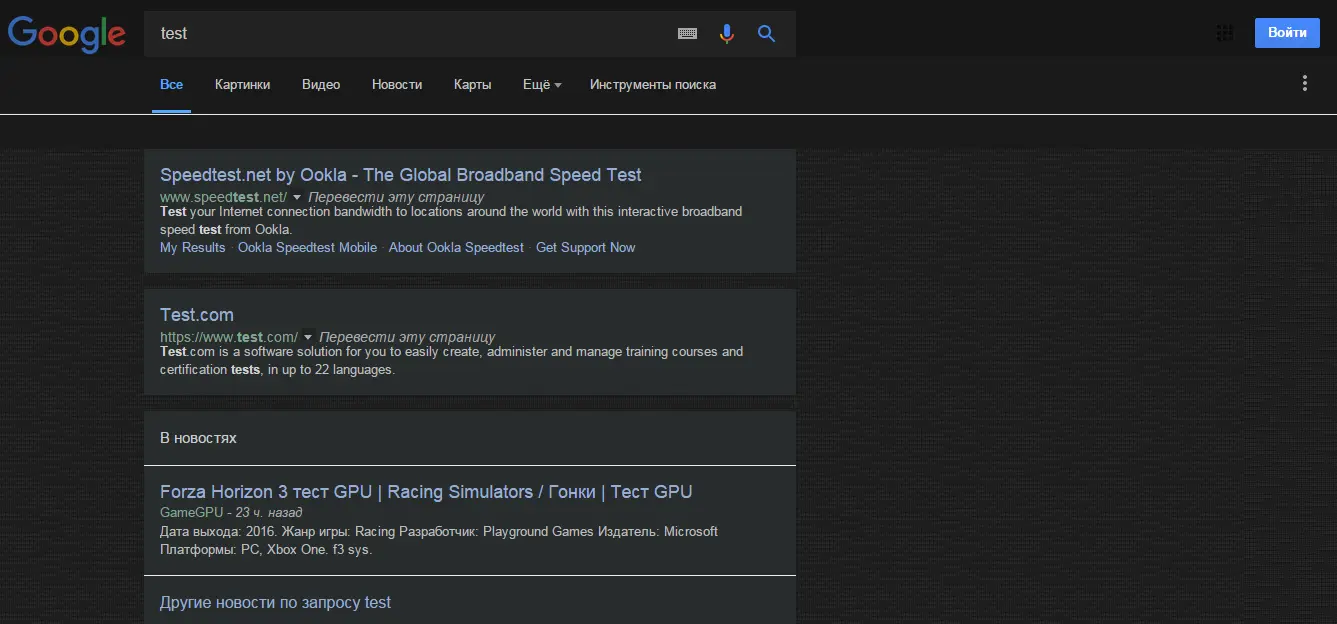 Google
test
Войти
Все Картинки Видео Новости Карты Ещё Инструменты поиска
Speedtest.net by Ookla - The Global Broadband Speed Test
www.speedtest.net/ Перевести эту страницу
Test your Internet connection bandwidth to locations around the world with this interactive broadband
speed test from Ookla.
My Results · Ookla Speedtest Mobile · About Ookla Speedtest · Get Support Now
Test.com
https://www.test.com/ Перевести эту страницу
Test.com is a software solution for you to easily create, administer and manage training courses and
certification tests, in up to 22 languages.
В новостях
Forza Horizon 3 тест GPU | Racing Simulators / Гонки | Тест GPU
GameGPU - 23 ч. назад
Дата выхода: 2016. Жанр игры: Racing Разработчик: Playground Games Издатель: Microsoft
Платформы: PC, Xbox One. f3 sys.
Другие новости по запросу test